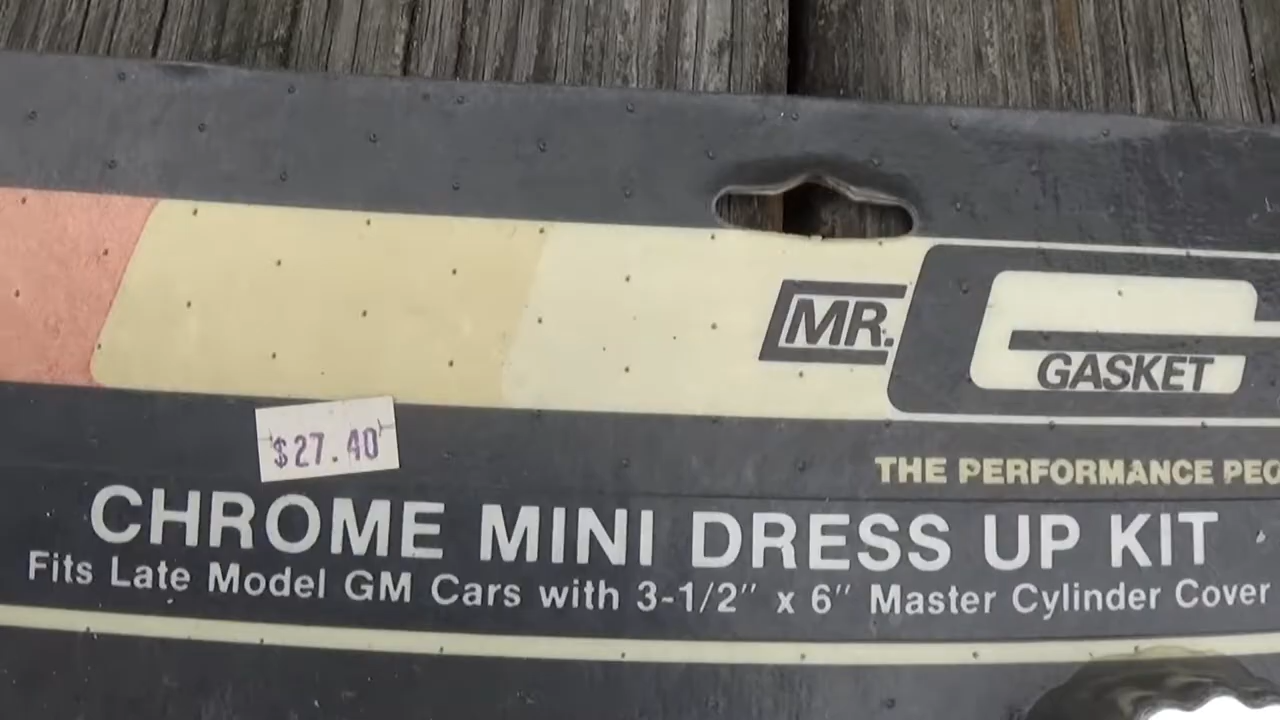 MR.
GASKET
$27.40
THE PERFORMANCE
CHROME MINI DRESS UP KIT
Fits Late Model GM Cars with 3-1/2" x 6" Master Cylinder Cover